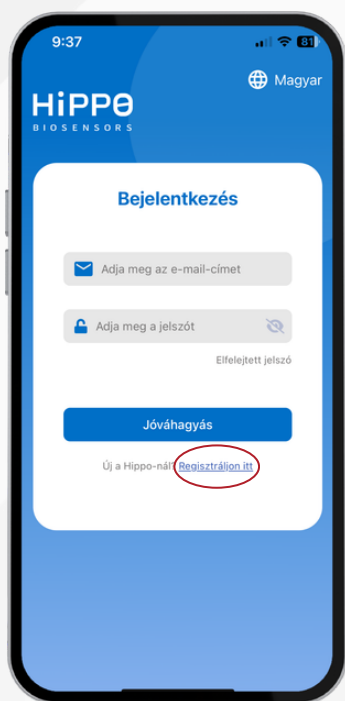 9:37
81
Magyar
HiPPO
BIOSENSORS
Bejelentkezés
Adja meg az e-mail-címet
Adja meg a jelszót
Elfelejtett jelszó
Jóváhagyás
Új a Hippo-nál? Regisztráljon itt